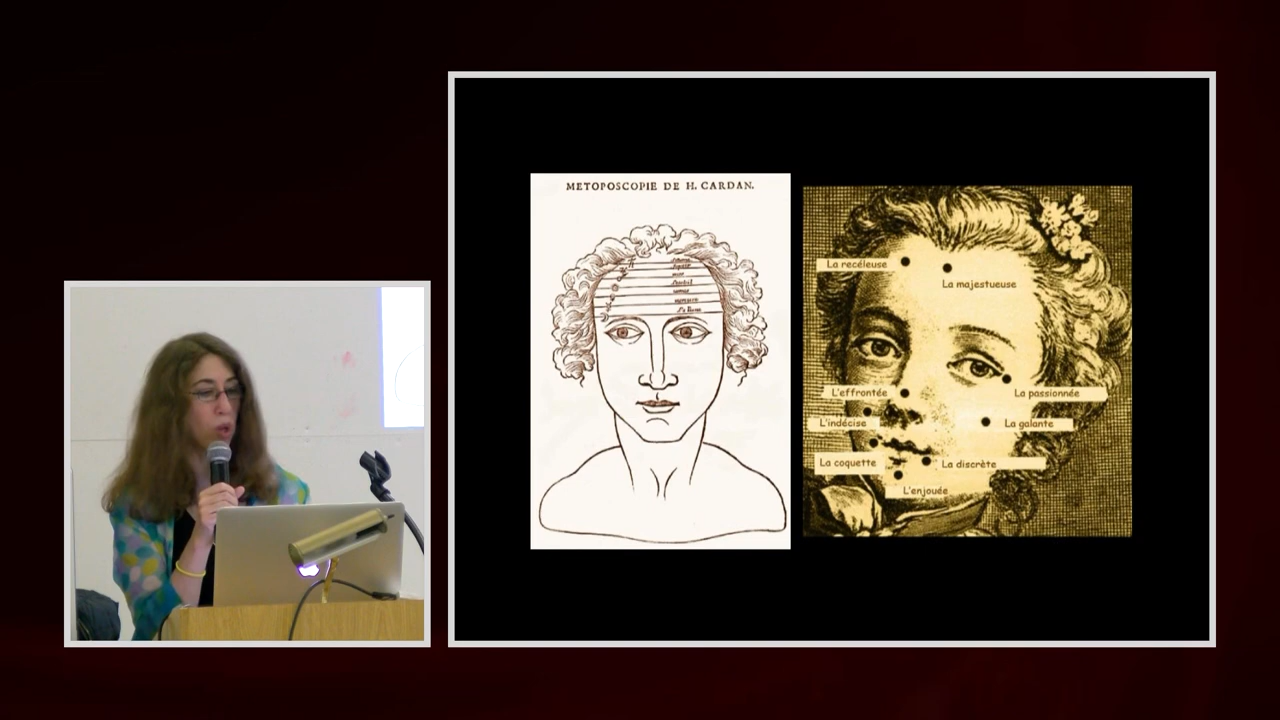 METOPOSCOPIE DE H. CARDAN.
La recéleuse
La majestueuse
L'effrontée
La passionnée
L'indécise
La galante
La coquette
La discrète
L'enjouée